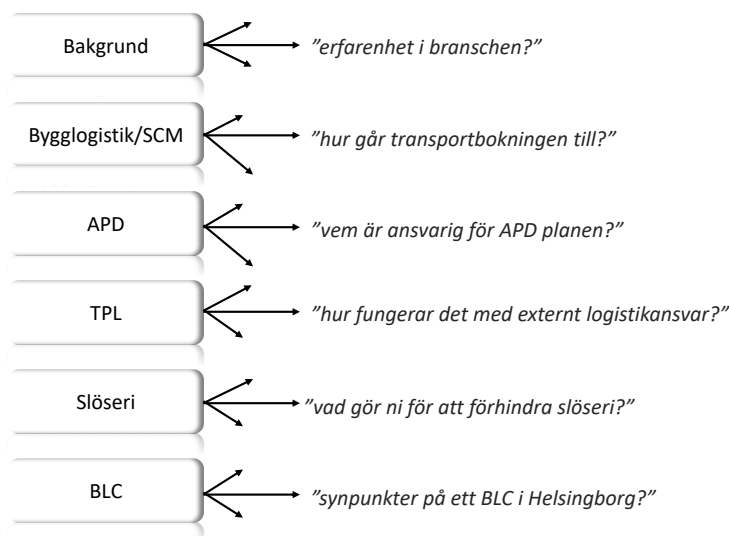 Bakgrund
”erfarenhet i branschen?”
Bygglogistik/SCM
”hur går transportbokningen till?”
APD
”vem är ansvarig för APD planen?”
TPL
”hur fungerar det med externt logistikansvar?”
Slöseri
”vad gör ni för att förhindra slöseri?”
BLC
”synpunkter på ett BLC i Helsingborg?”